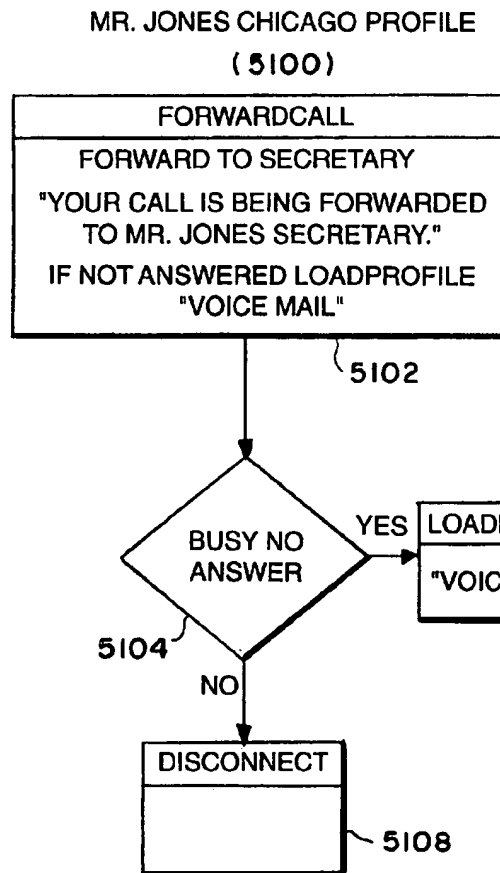 MR. JONES CHICAGO PROFILE
(5100)
FORWARDCALL
FORWARD TO SECRETARY
"YOUR CALL IS BEING FORWARDED
TO MR. JONES SECRETARY."
IF NOT ANSWERED LOADPROFILE
"VOICE MAIL"
5102
BUSY NO
ANSWER
5104
YES
NO
DISCONNECT
5108